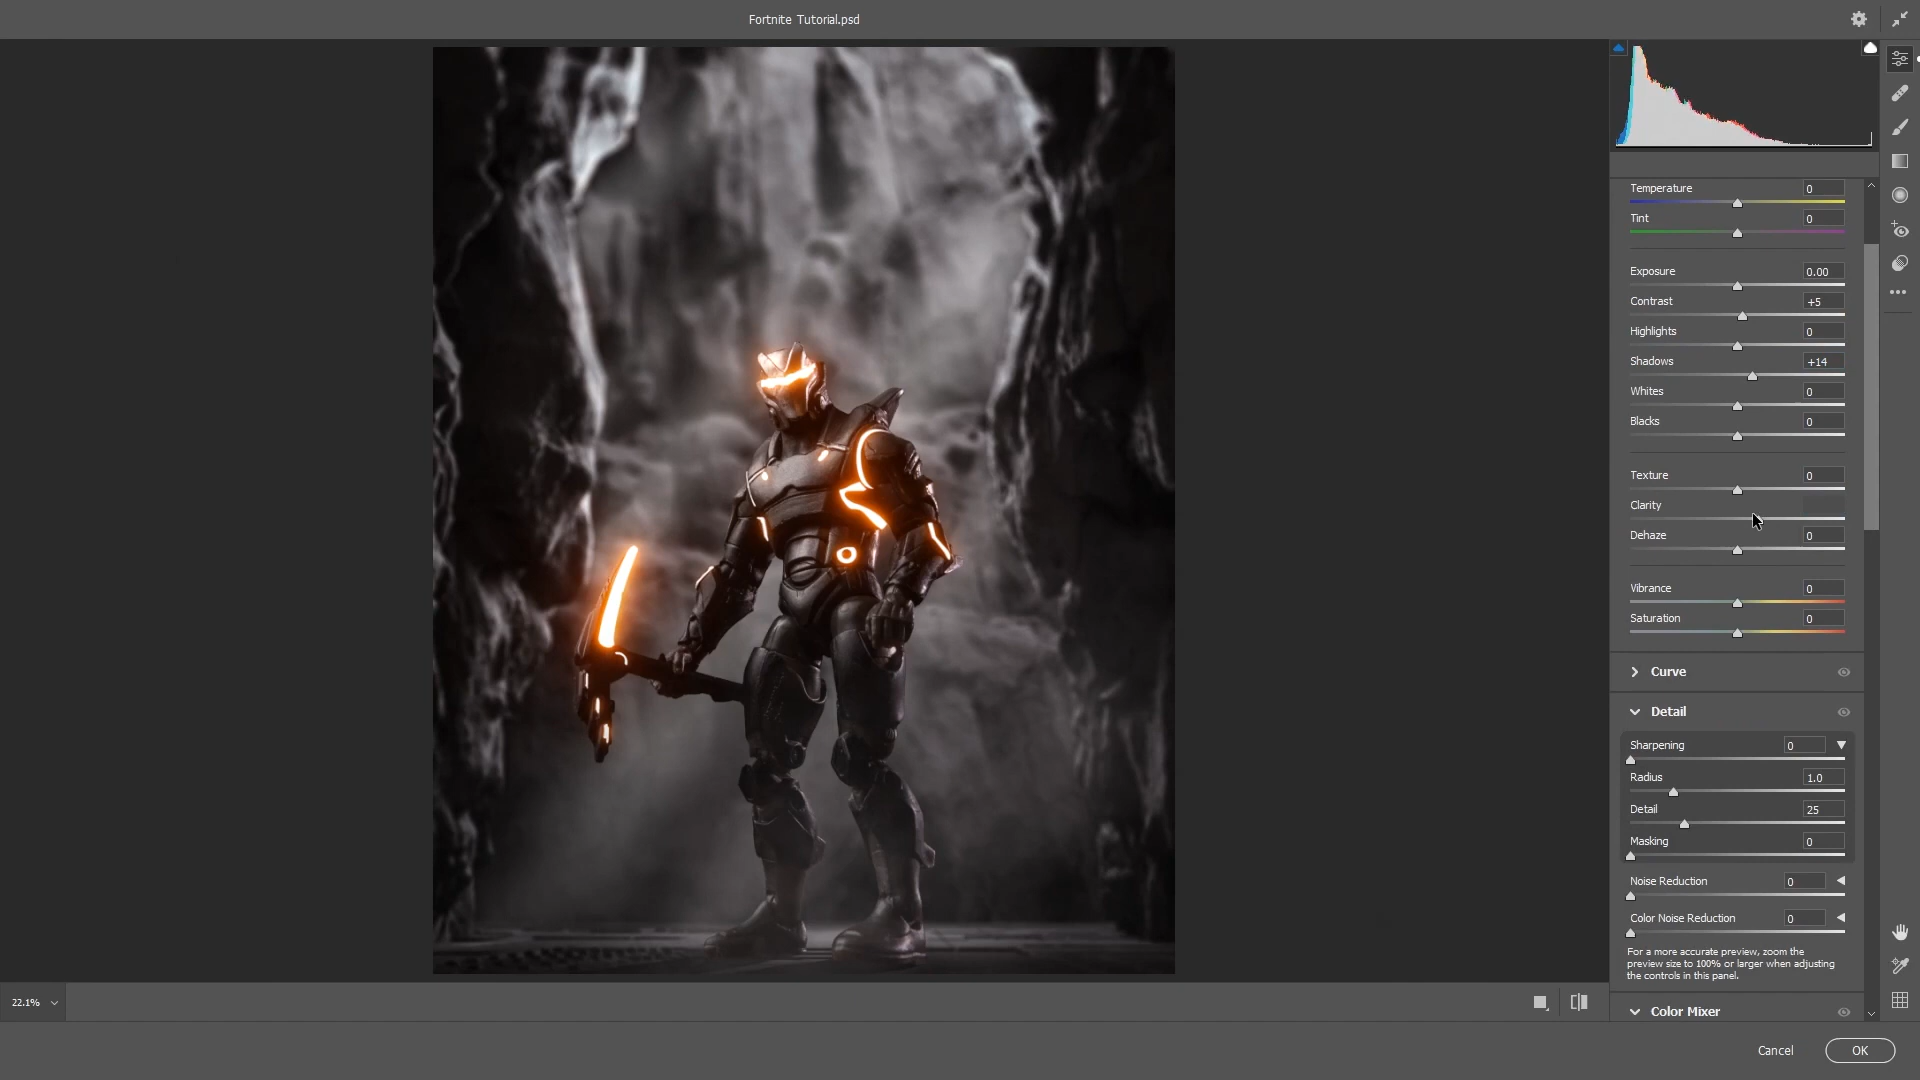 Fortnite Tutorial.psd
Temperature 0
Tint 0
Exposure 0.00
Contrast +5
Highlights 0
Shadows +14
Whites 0
Blacks 0
Texture 0
Clarity
Dehaze 0
Vibrance 0
Saturation 0
Curve
Detail
Sharpening 0
Radius 1.0
Detail 25
Masking 0
Noise Reduction 0
Color Noise Reduction 0
For a more accurate preview, zoom the
preview size to 100% or larger when adjusting
the controls in this panel.
Color Mixer
22.1%
Cancel OK